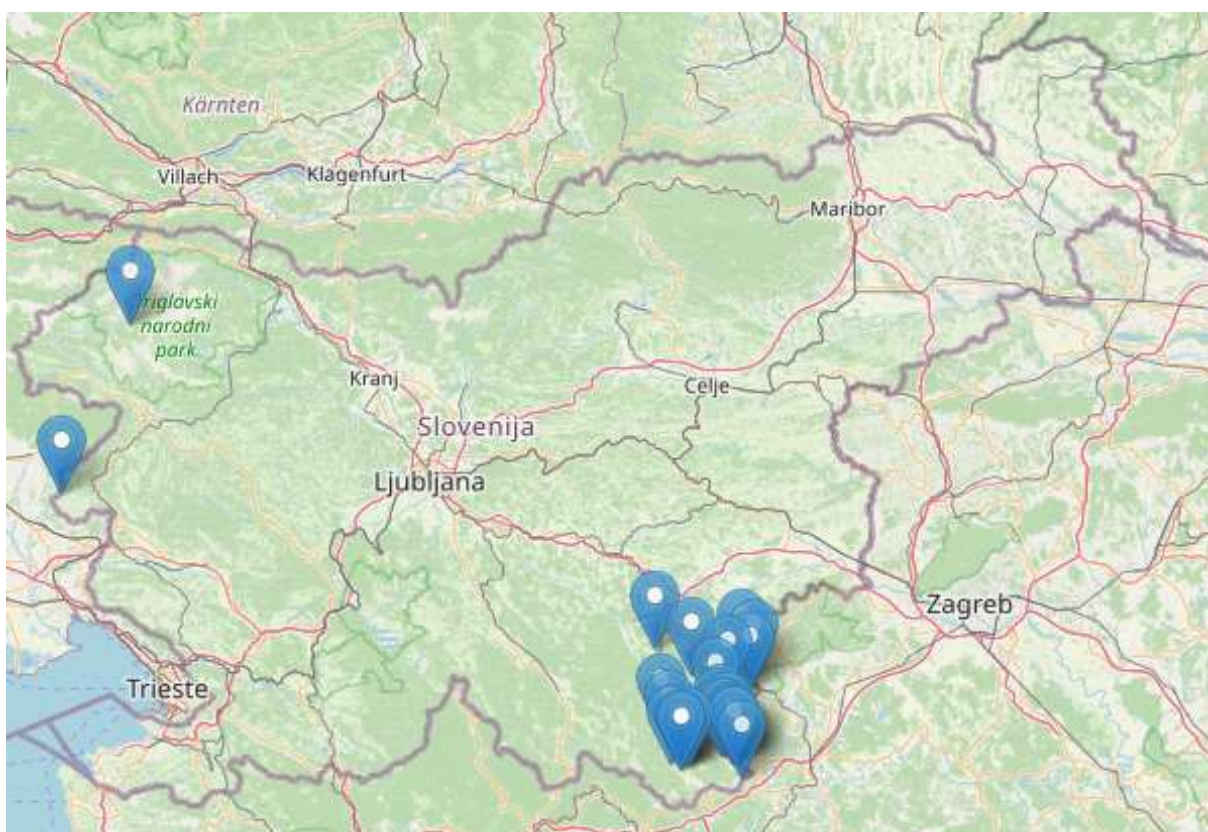 Kärnten
Villach
Klagenfurt
Maribor
narodni
park
Kranj
Celje
Slovenija
Ljubljana
Zagreb
Trieste